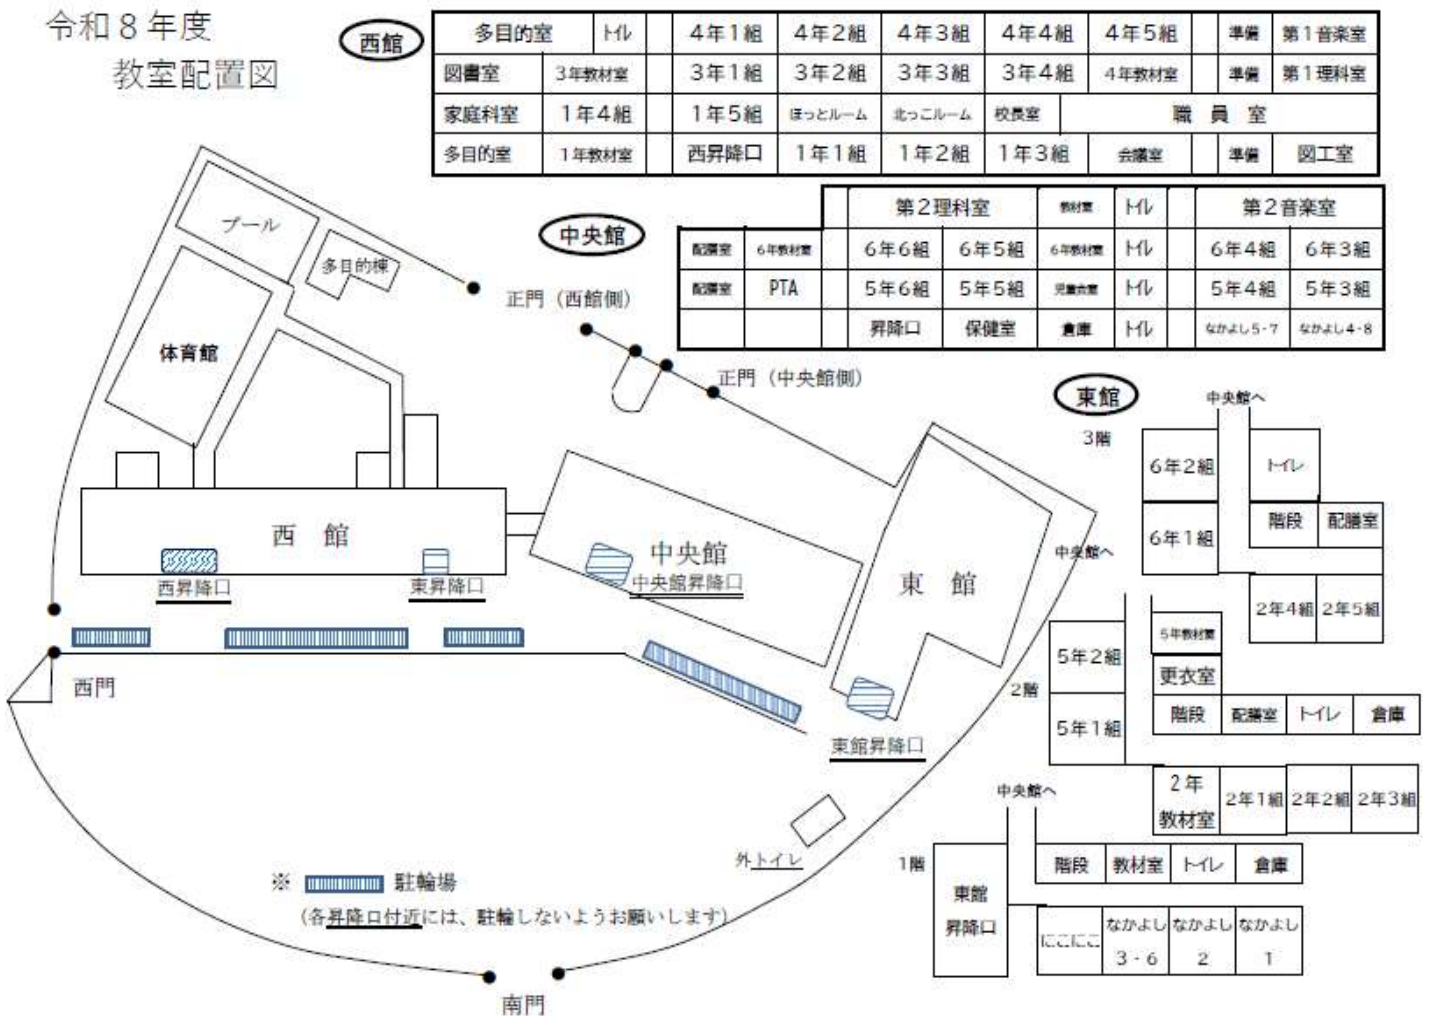 令和８年度
教室配置図
西館
多目的室 トイレ 4年1組 4年2組 4年3組 4年4組 4年5組 準備 第1音楽室
図書室 3年教材室 3年1組 3年2組 3年3組 3年4組 4年教材室 準備 第1理科室
家庭科室 1年4組 1年5組 ほっとルーム 北っこルーム 校長室 職員室
多目的室 1年教材室 西昇降口 1年1組 1年2組 1年3組 会議室 準備 図工室
中央館
第2理科室 教材室 トイレ 第2音楽室
配膳室 6年教材室 6年6組 6年5組 6年教材室 トイレ 6年4組 6年3組
配膳室 PTA 5年6組 5年5組 児童会室 トイレ 5年4組 5年3組
昇降口 保健室 倉庫 トイレ なかよし5・7 なかよし4・8
プール
多目的棟
体育館
正門（西館側）
正門（中央館側）
西館
中央館
東館
西昇降口
東昇降口
中央館昇降口
東館昇降口
西門
外トイレ
※ 駐輪場
（各昇降口付近には、駐輪しないようお願いします）
南門
東館
中央館へ
3階
6年2組 トイレ
6年1組 階段 配膳室
2年4組 2年5組
中央館へ
2階
5年2組 5年教材室
更衣室
5年1組 階段 配膳室 トイレ 倉庫
2年
教材室 2年1組 2年2組 2年3組
中央館へ
1階
東館
昇降口
階段 教材室 トイレ 倉庫
にこにこ なかよし なかよし なかよし
3・6 2 1